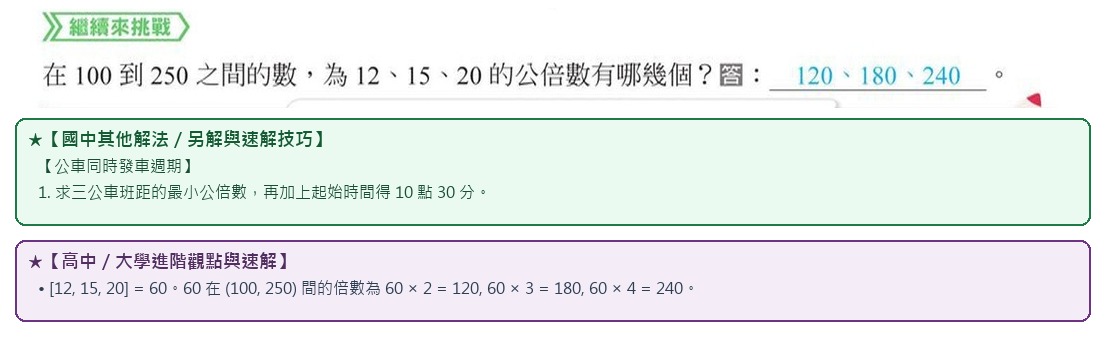 繼續來挑戰
在 100 到 250 之間的數，為 12、15、20 的公倍數有哪幾個？答： 120、180、240 。
★【國中其他解法 / 另解與速解技巧】
【公車同時發車週期】
1. 求三公車班距的最小公倍數，再加上起始時間得 10 點 30 分。
★【高中 / 大學進階觀點與速解】
• [12, 15, 20] = 60。60 在 (100, 250) 間的倍數為 60 × 2 = 120, 60 × 3 = 180, 60 × 4 = 240。